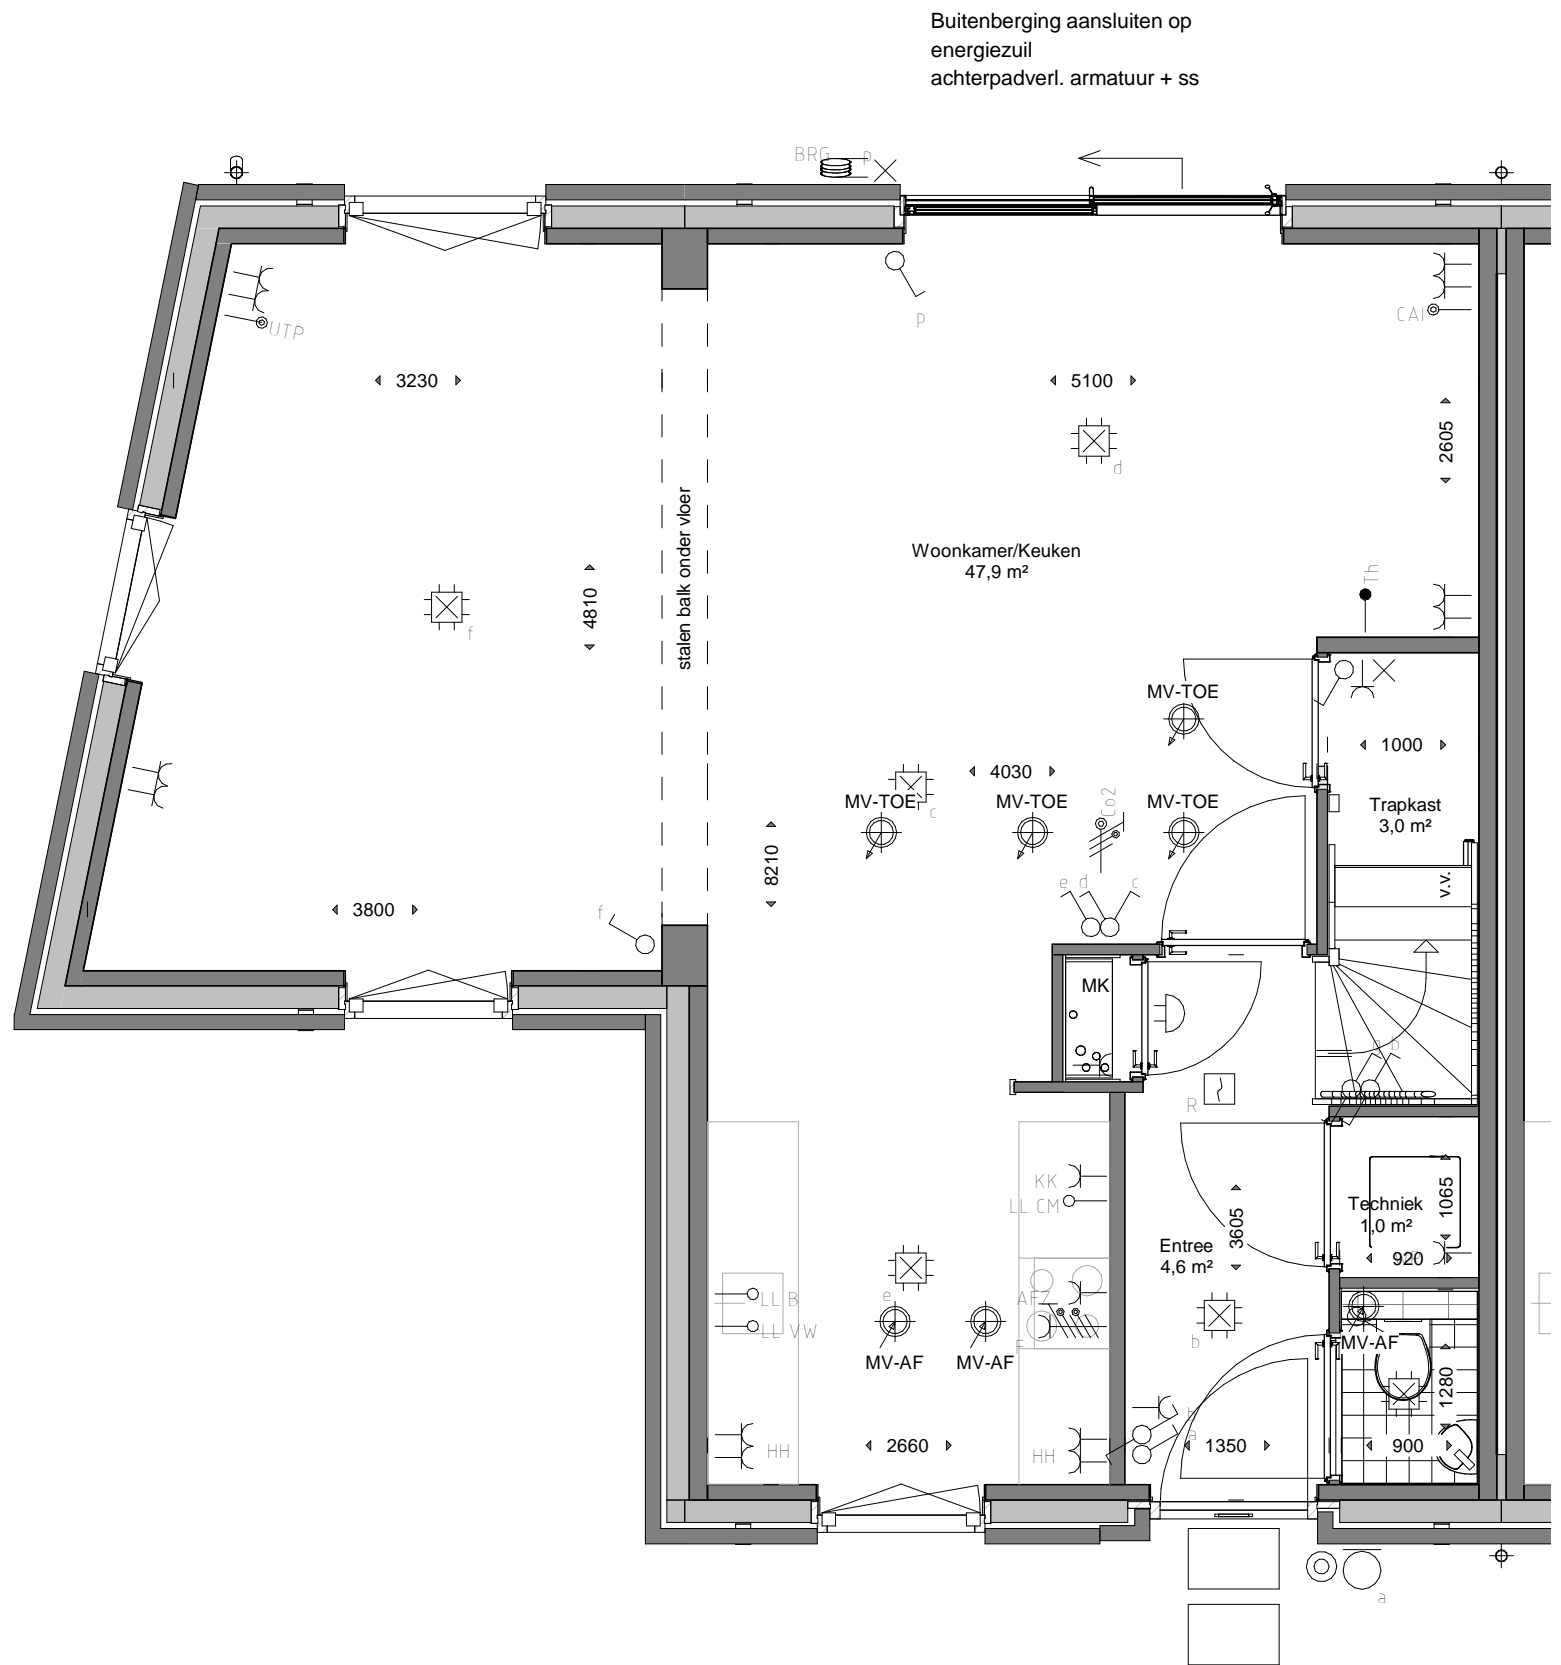 Buitenberging aansluiten op
energiezuil
achterpadverl. armatuur + ss
BRG
p
p
UTP
CAI
3230
5100
d
2605
stalen balk onder vloer
Woonkamer/Keuken
47,9 m²
4810
f
Th
MV-TOE
1000
4030
Trapkast
3,0 m²
MV-TOE
MV-TOE
MV-TOE
c
Co2
8210
v.v.
e
d
c
3800
f
MK
b
R
KK
LL CM
3605
Techniek
1,0 m²
1065
Entree
4,6 m²
920
LL B
e
AFZ
LL VW
F
b
MV-AF
MV-AF
MV-AF
1280
HH
2660
HH
a
1350
900
a